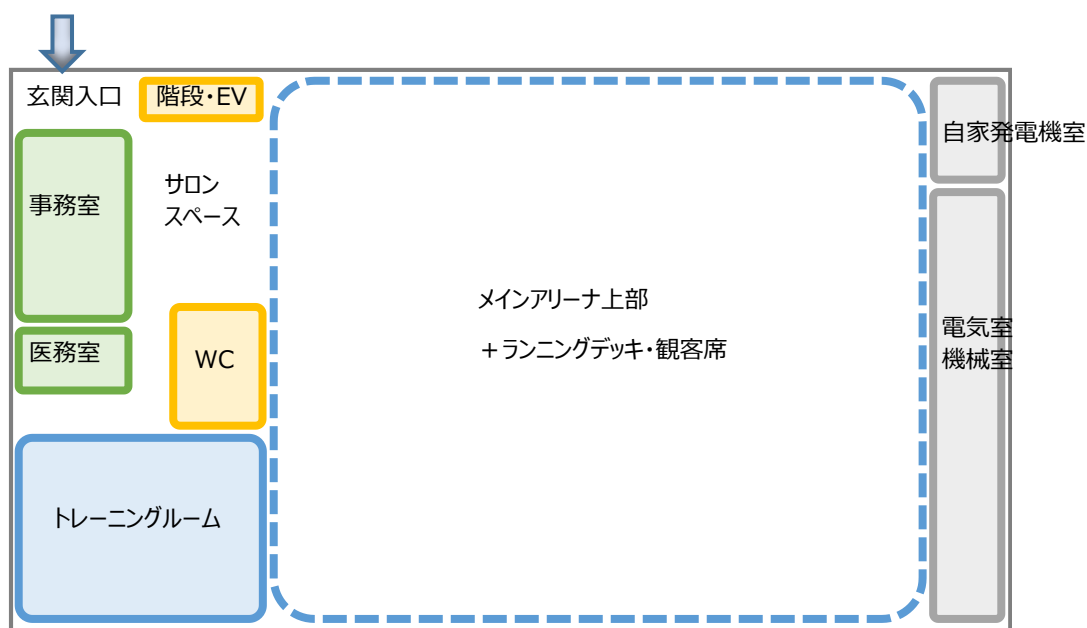 玄関入口
階段・EV
自家発電機室
事務室
サロン
スペース
メインアリーナ上部
＋ランニングデッキ・観客席
電気室
機械室
医務室
WC
トレーニングルーム